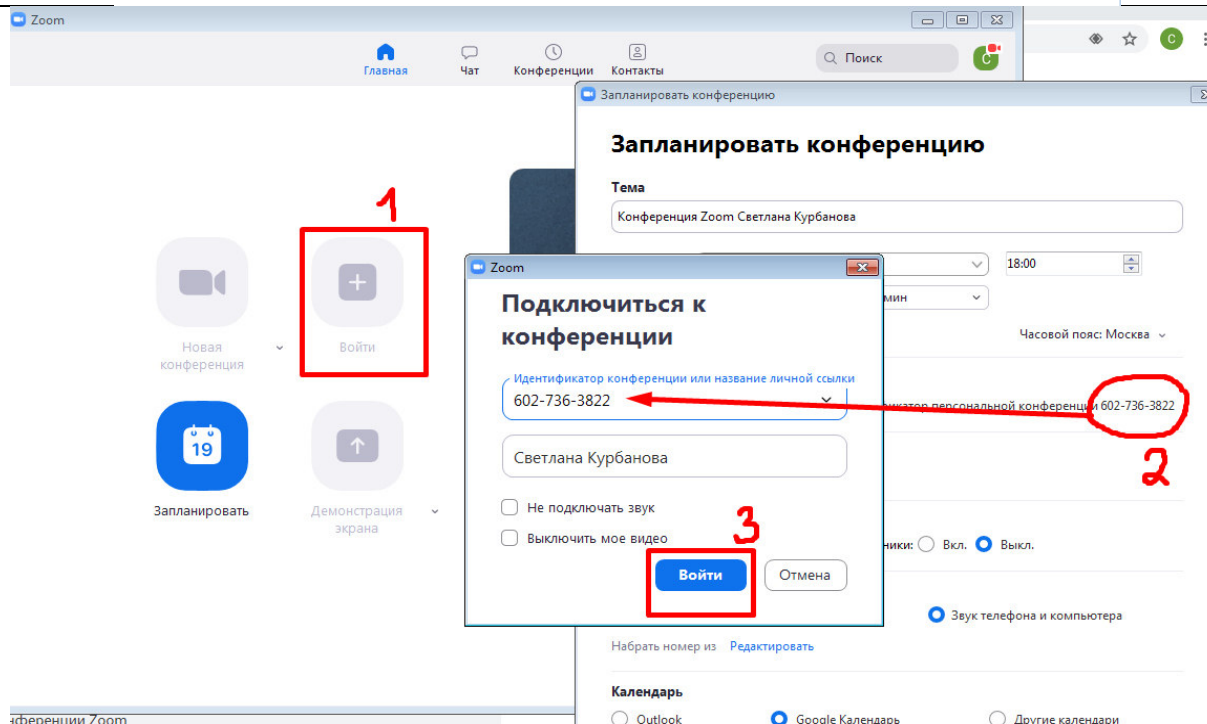 Zoom
Главная
Чат
Конференции
Контакты
Поиск
C
C
Запланировать конференцию
Запланировать конференцию
Тема
Конференция Zoom Светлана Курбанова
1
18:00
мин
Часовой пояс: Москва
Новая
конференция
Войти
Zoom
Подключиться к
конференции
Идентификатор конференции или название личной ссылки
602-736-3822
персональной конференции 602-736-3822
2
Светлана Курбанова
19
Запланировать
Демонстрация
экрана
Не подключать звук
Выключить мое видео
3
Вкл.
Выкл.
Войти
Отмена
Звук телефона и компьютера
Набрать номер из Редактировать
Календарь
Outlook
Google Календарь
Другие календари
Zoom